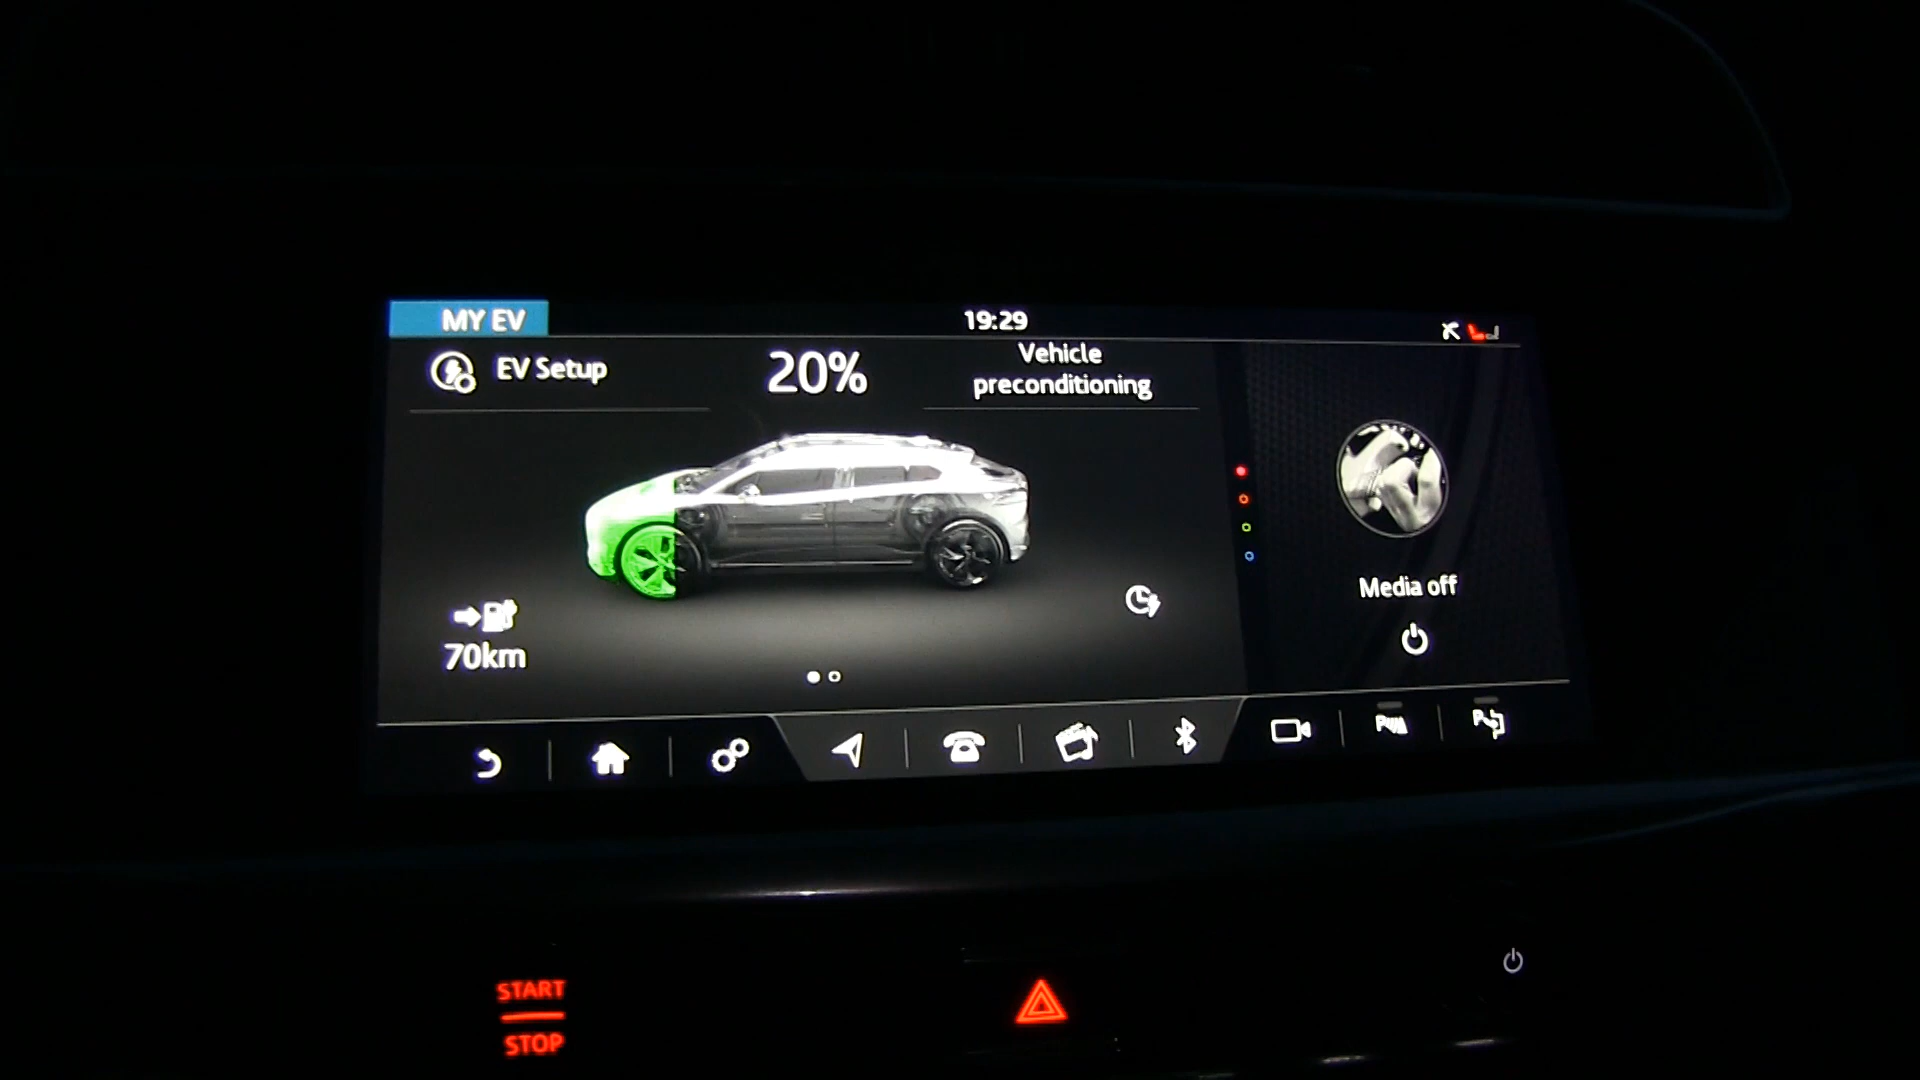 MY EV
19:29
EV Setup
20%
Vehicle
preconditioning
Media off
70km
START
STOP